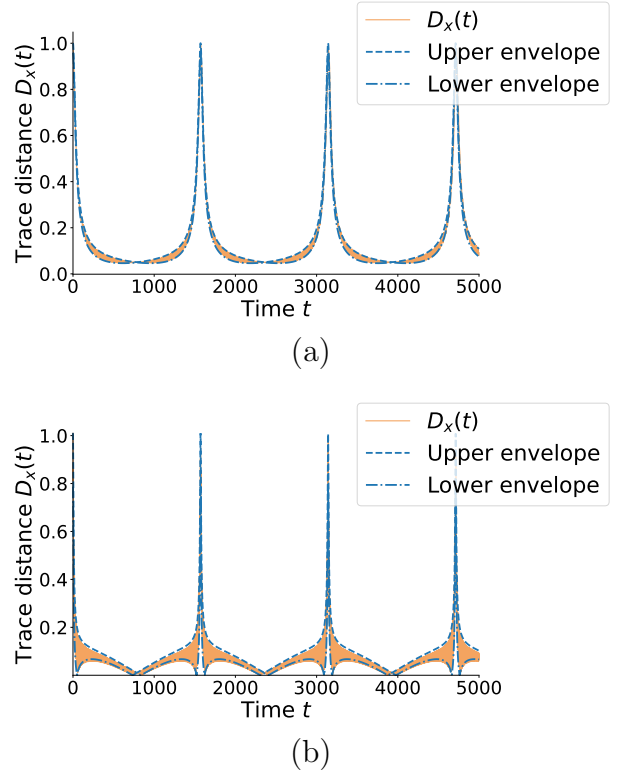 D_x(t)
Upper envelope
Lower envelope
Trace distance D_x(t)
1.0
0.8
0.6
0.4
0.2
0.0
0 1000 2000 3000 4000 5000
Time t
(a)
D_x(t)
Upper envelope
Lower envelope
Trace distance D_x(t)
1.0
0.8
0.6
0.4
0.2
0 1000 2000 3000 4000 5000
Time t
(b)